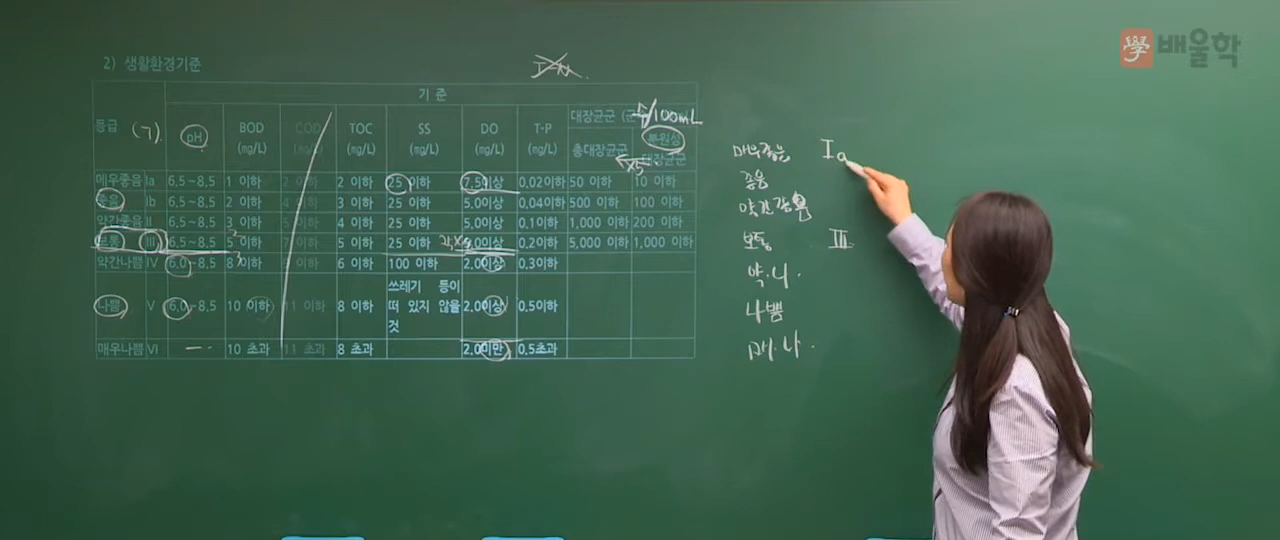 學 배울학
2) 생활환경기준
등급 (기) 기 준
pH BOD (mg/L) COD TOC (mg/L) SS (mg/L) DO (mg/L) T-P (mg/L) 대장균군 (군수/100mL
총대장균군 분원성 대장균군
×5
매우좋음 Ia 6.5~8.5 1 이하 2 이하 2 이하 25 이하 7.5이상 0.02이하 50 이하 10 이하
좋음 Ib 6.5~8.5 2 이하 4 이하 3 이하 25 이하 5.0이상 0.04이하 500 이하 100 이하
약간좋음 II 6.5~8.5 3 이하 5 이하 4 이하 25 이하 5.0이상 0.1이하 1,000 이하 200 이하
보통 III 6.5~8.5 5 이하 이하 5 이하 25 이하 5.0이상 0.2이하 5,000 이하 1,000 이하
약간나쁨 IV 6.0~8.5 8 이하 이하 6 이하 100 이하 2.0이상 0.3이하
나쁨 V 6.0~8.5 10 이하 11 이하 8 이하 쓰레기 등이 떠 있지 않을 것 2.0이상 0.5이하
매우나쁨 VI - 10 초과 11 초과 8 초과 2.0미만 0.5초과
매우좋음 Ia
좋음
약간좋음
보통 III
약.나.
나쁨
매.나.